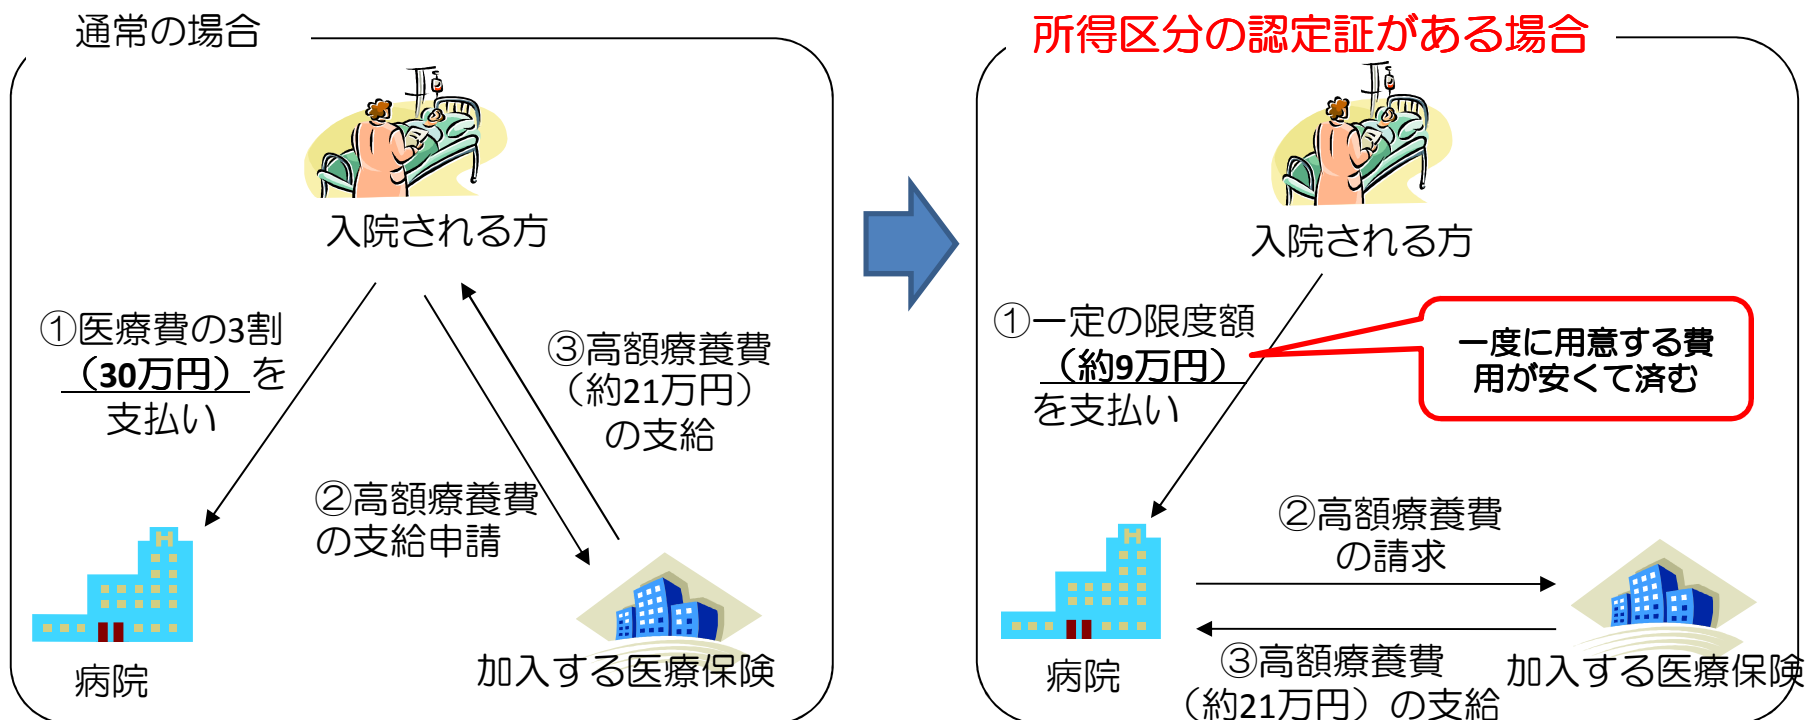 通常の場合
入院される方
①医療費の3割
（30万円）を
支払い
③高額療養費
（約21万円）
の支給
②高額療養費
の支給申請
病院
加入する医療保険
所得区分の認定証がある場合
入院される方
①一定の限度額
（約9万円）
を支払い
一度に用意する費
用が安くて済む
②高額療養費
の請求
③高額療養費
（約21万円）の支給
病院
加入する医療保険